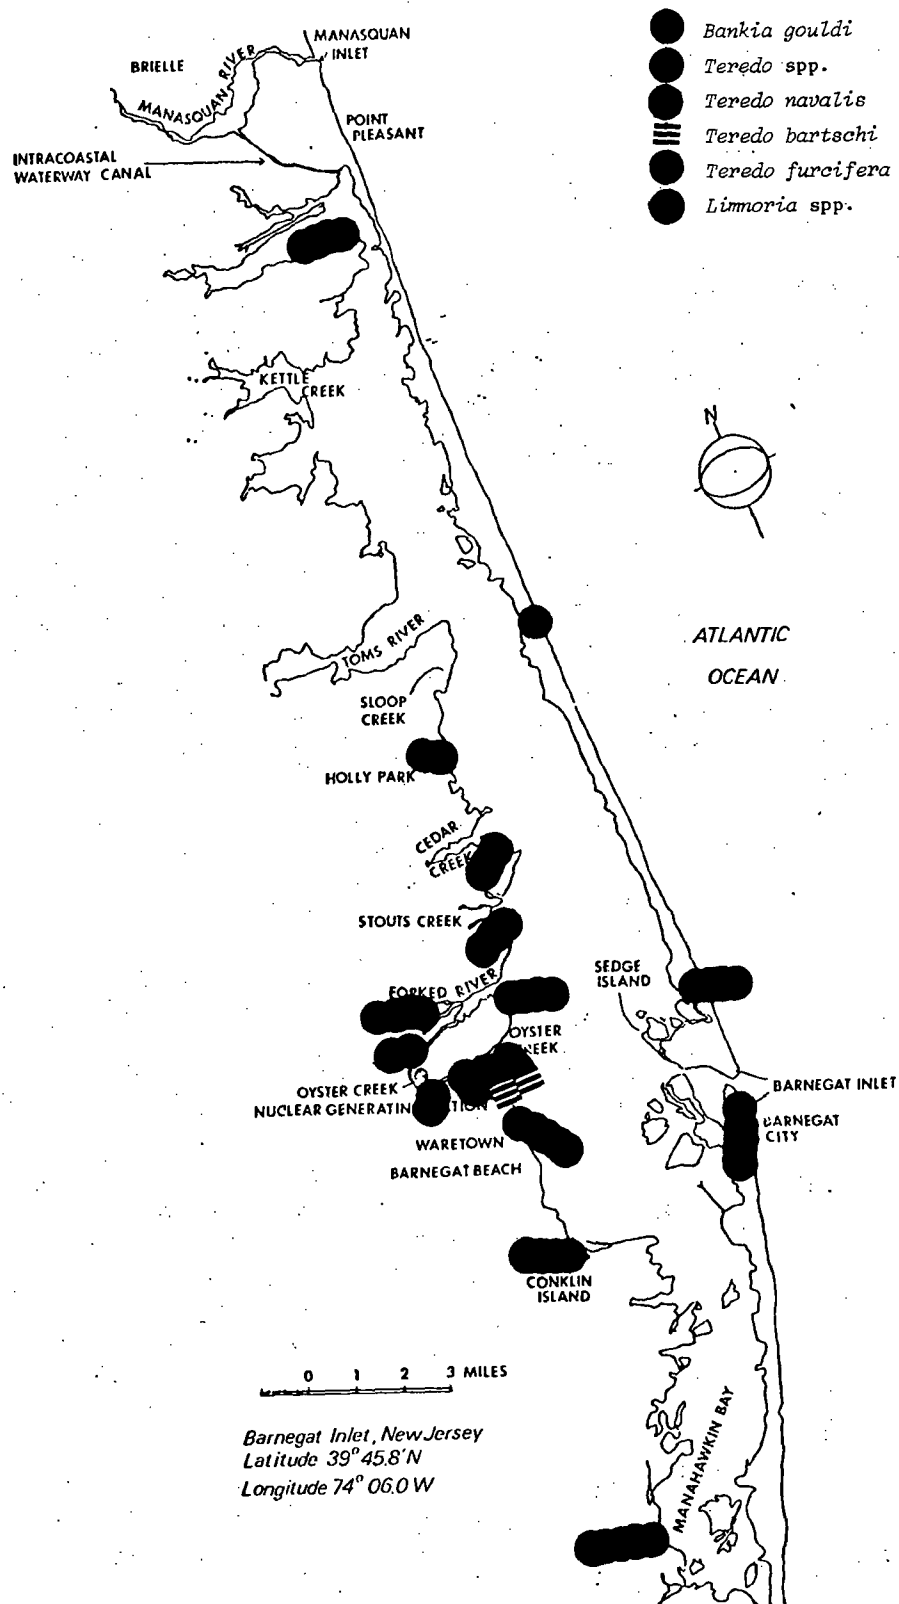 MANASQUAN
INLET
BRIELLE
MANASQUAN RIVER
POINT
PLEASANT
INTRACOASTAL
WATERWAY CANAL
Bankia gouldi
Teredo spp.
Teredo navalis
Teredo bartschi
Teredo furcifera
Limnoria spp.
KETTLE
CREEK
N
ATLANTIC
OCEAN
TOMS RIVER
SLOOP
CREEK
HOLLY PARK
CEDAR
CREEK
STOUTS CREEK
SEDGE
ISLAND
FORKED RIVER
OYSTER
OYSTER CREEK
NUCLEAR
BARNEGAT INLET
BARNEGAT
CITY
WARETOWN
BARNEGAT BEACH
CONKLIN
ISLAND
0 1 2 3 MILES
MANAHAWKIN BAY
Barnegat Inlet, New Jersey
Latitude 39° 45.8'N
Longitude 74° 06.0 W